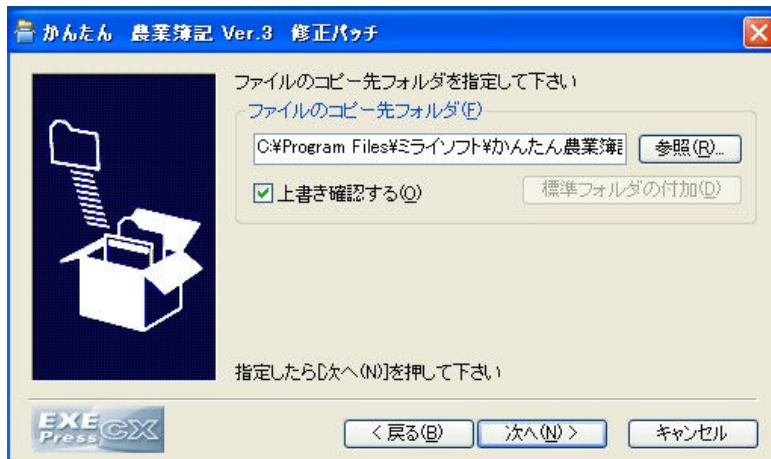 かんたん 農業簿記 Ver.3 修正パッチ
ファイルのコピー先フォルダを指定して下さい
ファイルのコピー先フォルダ(F)
C:¥Program Files¥ミライソフト¥かんたん農業簿記 参照(R)...
上書き確認する(O) 標準フォルダの付加(D)
指定したら[次へ(N)]を押して下さい
EXE
Press CX
< 戻る(B) 次へ(N) > キャンセル